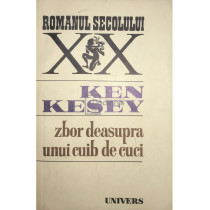 ROMANUL SECOLULUI
XX
KEN
KESEY
zbor deasupra
unui cuib de cuci
UNIVERS